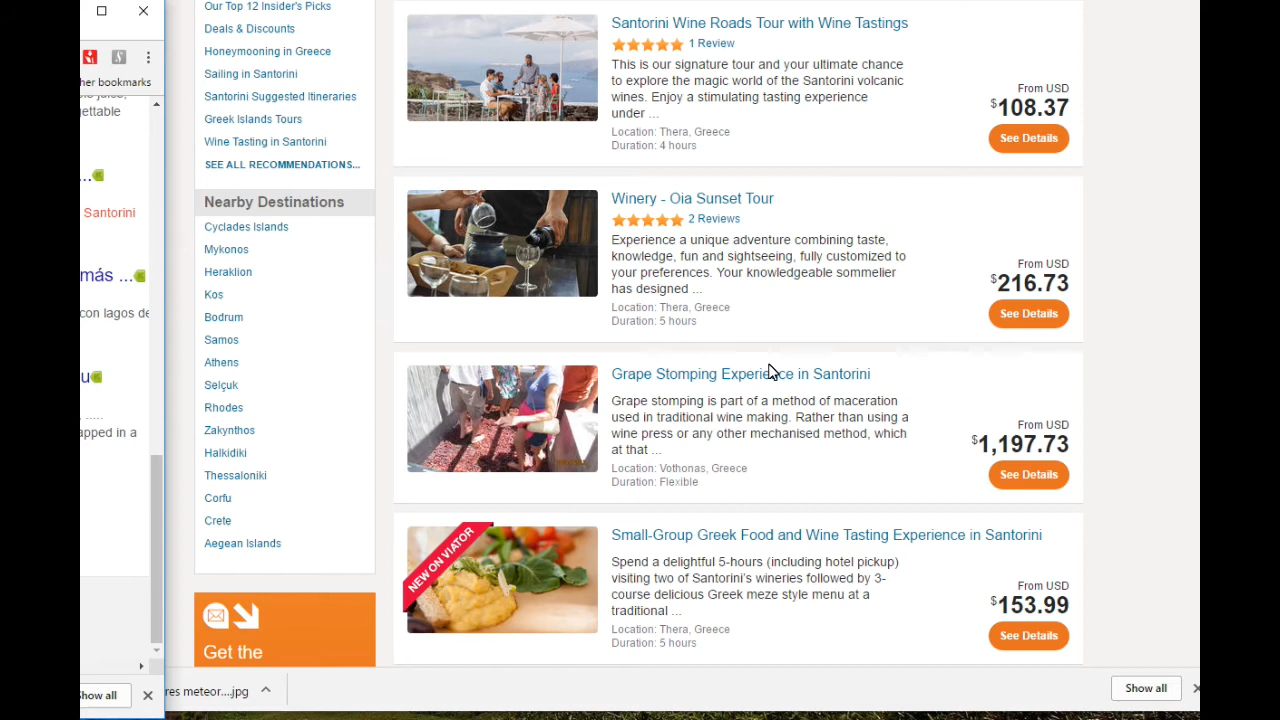 her bookmarks
gettable
...
Santorini
más ...
con lagos de
u
.....
apped in a
Show all
res meteor....jpg
Our Top 12 Insider's Picks
Deals & Discounts
Honeymooning in Greece
Sailing in Santorini
Santorini Suggested Itineraries
Greek Islands Tours
Wine Tasting in Santorini
SEE ALL RECOMMENDATIONS...
Nearby Destinations
Cyclades Islands
Mykonos
Heraklion
Kos
Bodrum
Samos
Athens
Selçuk
Rhodes
Zakynthos
Halkidiki
Thessaloniki
Corfu
Crete
Aegean Islands
Get the
Santorini Wine Roads Tour with Wine Tastings
1 Review
This is our signature tour and your ultimate chance
to explore the magic world of the Santorini volcanic
wines. Enjoy a stimulating tasting experience
under ...
Location: Thera, Greece
Duration: 4 hours
From USD
$108.37
See Details
Winery - Oia Sunset Tour
2 Reviews
Experience a unique adventure combining taste,
knowledge, fun and sightseeing, fully customized to
your preferences. Your knowledgeable sommelier
has designed ...
Location: Thera, Greece
Duration: 5 hours
From USD
$216.73
See Details
Grape Stomping Experience in Santorini
Grape stomping is part of a method of maceration
used in traditional wine making. Rather than using a
wine press or any other mechanised method, which
at that ...
Location: Vothonas, Greece
Duration: Flexible
From USD
$1,197.73
See Details
NEW ON VIATOR
Small-Group Greek Food and Wine Tasting Experience in Santorini
Spend a delightful 5-hours (including hotel pickup)
visiting two of Santorini's wineries followed by 3-
course delicious Greek meze style menu at a
traditional ...
Location: Thera, Greece
Duration: 5 hours
From USD
$153.99
See Details
Show all